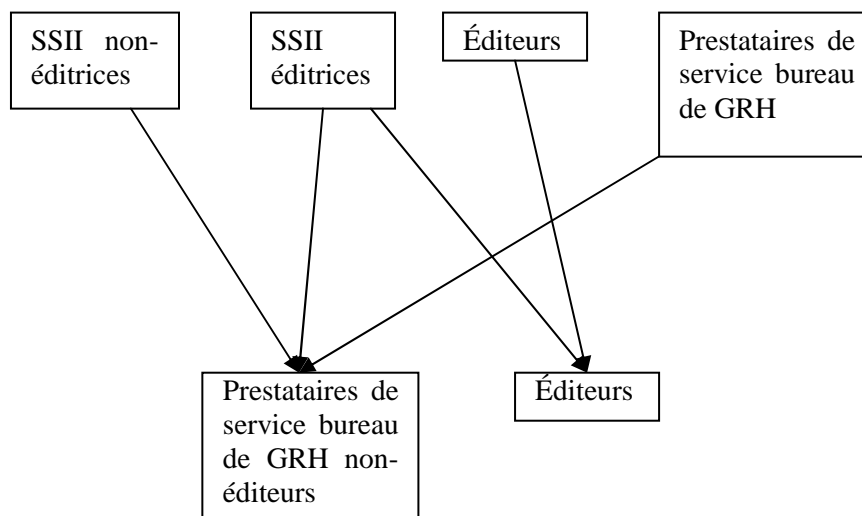 SSII non-
éditrices
SSII
éditrices
Éditeurs
Prestataires de
service bureau
de GRH
Prestataires de
service bureau
de GRH non-
éditeurs
Éditeurs